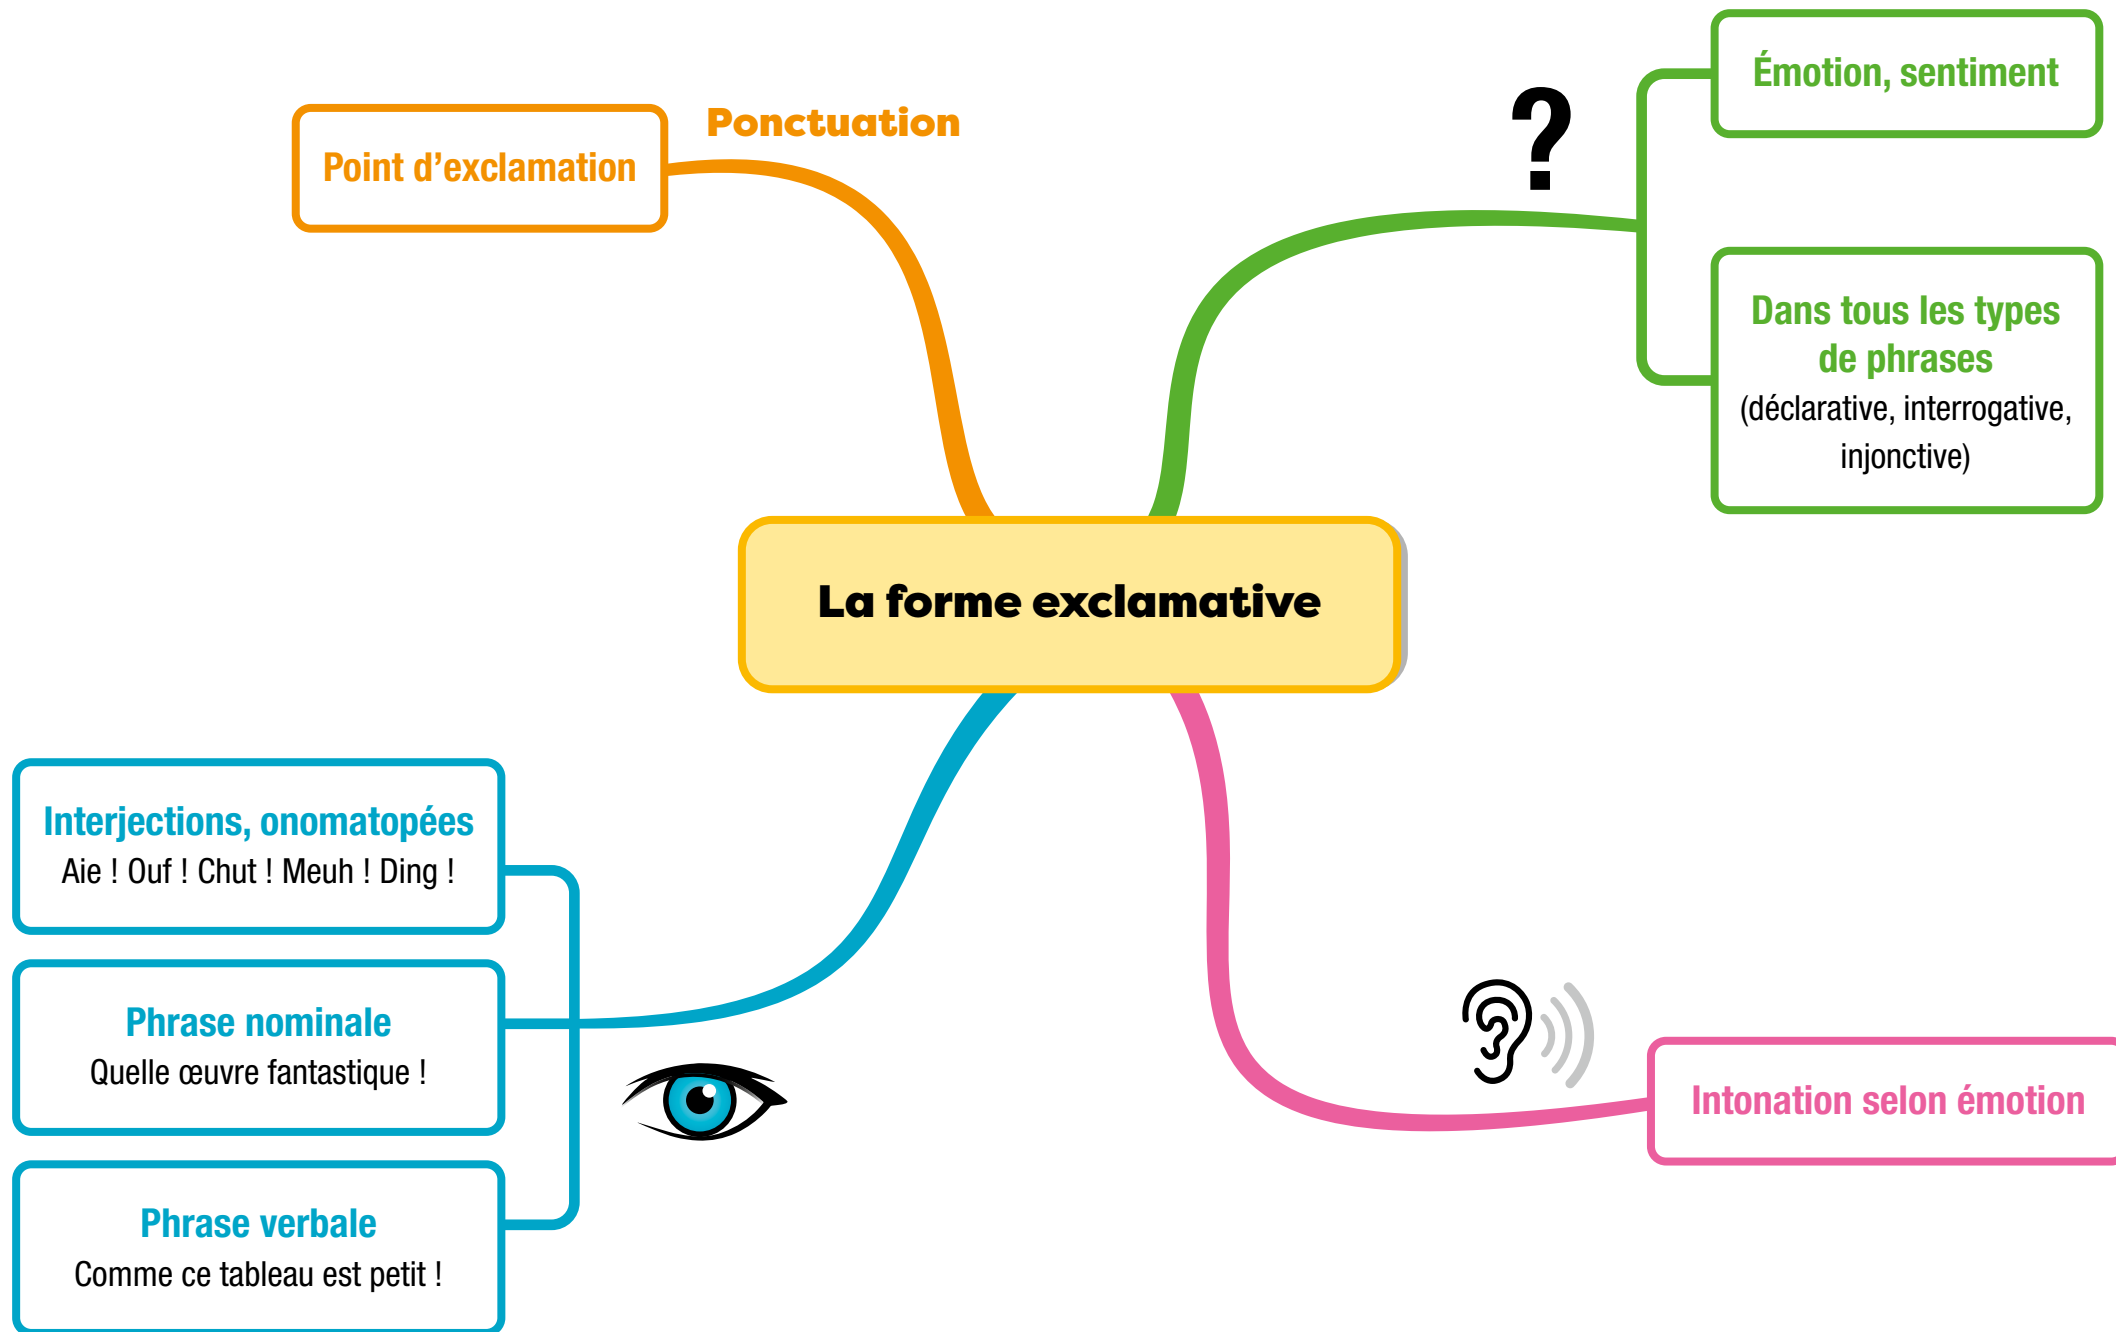 Ponctuation
Point d’exclamation
?
Émotion, sentiment
Dans tous les types
de phrases
(déclarative, interrogative,
injonctive)
La forme exclamative
Interjections, onomatopées
Aie ! Ouf ! Chut ! Meuh ! Ding !
Phrase nominale
Quelle œuvre fantastique !
Phrase verbale
Comme ce tableau est petit !
Intonation selon émotion